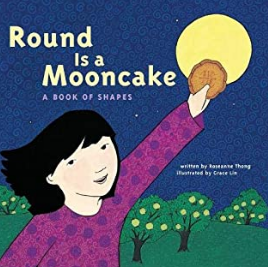 Round
Is a
Mooncake
A BOOK OF SHAPES
written by Roseanne Thong
illustrated by Grace Lin